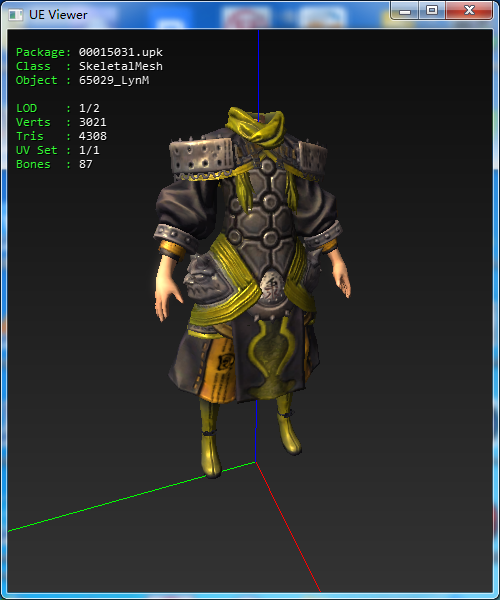 UE Viewer
Package: 00015031.upk
Class : SkeletalMesh
Object : 65029_LynM
LOD : 1/2
Verts : 3021
Tris : 4308
UV Set : 1/1
Bones : 87